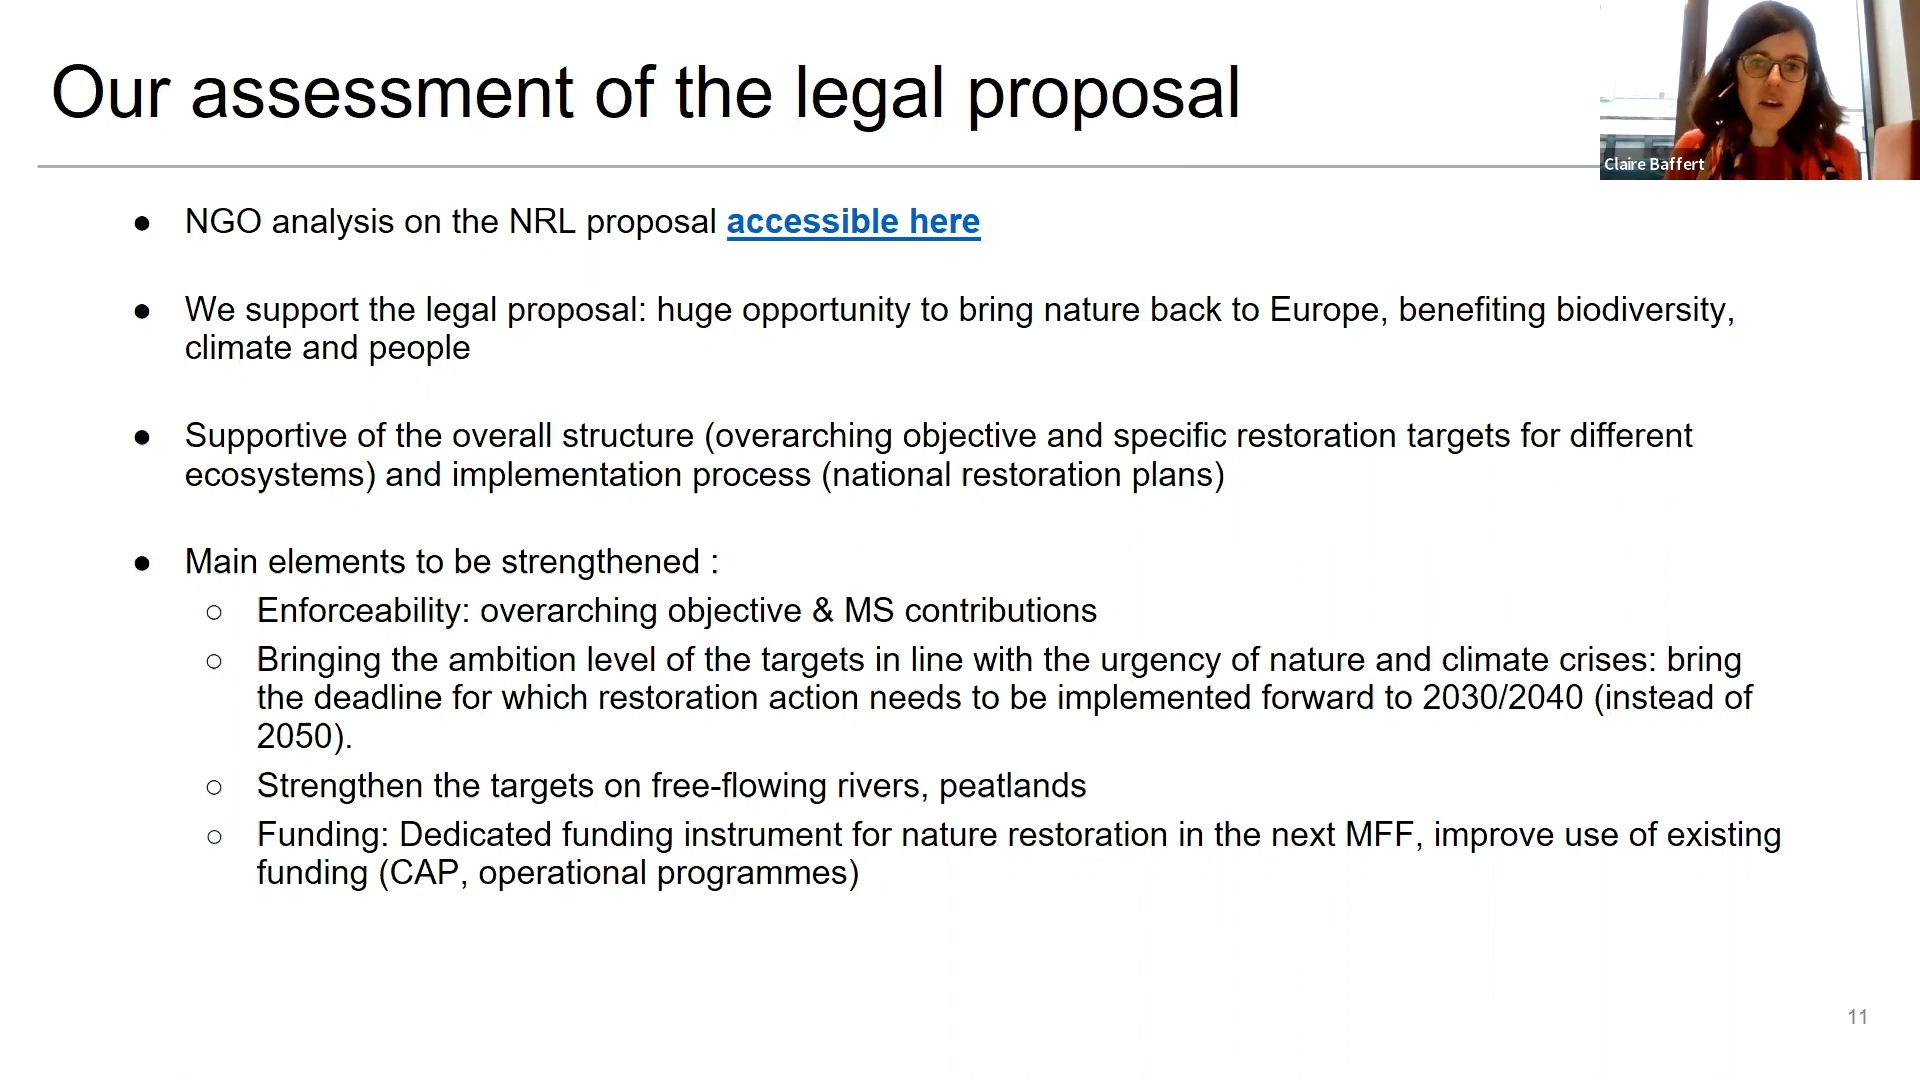 Our assessment of the legal proposal
Claire Baffert
● NGO analysis on the NRL proposal accessible here
● We support the legal proposal: huge opportunity to bring nature back to Europe, benefiting biodiversity,
climate and people
● Supportive of the overall structure (overarching objective and specific restoration targets for different
ecosystems) and implementation process (national restoration plans)
● Main elements to be strengthened :
○ Enforceability: overarching objective & MS contributions
○ Bringing the ambition level of the targets in line with the urgency of nature and climate crises: bring
the deadline for which restoration action needs to be implemented forward to 2030/2040 (instead of
2050).
○ Strengthen the targets on free-flowing rivers, peatlands
○ Funding: Dedicated funding instrument for nature restoration in the next MFF, improve use of existing
funding (CAP, operational programmes)
11